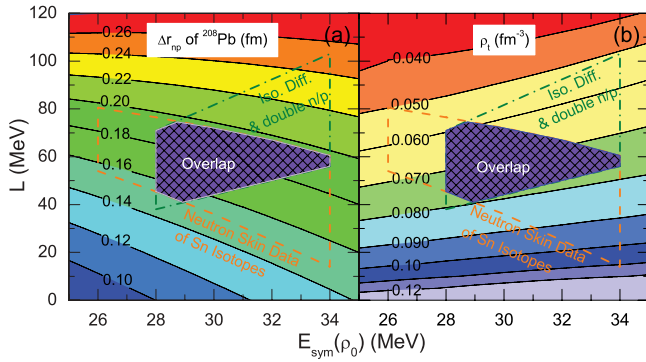 120
100
80
60
40
20
0
L (MeV)
Δr_np of ²⁰⁸Pb (fm)
(a)
0.26
0.24
0.22
0.20
0.18
0.16
0.14
0.12
0.10
Iso. Diff.
& double n/p
Overlap
Neutron Skin Data
of Sn Isotopes
26 28 30 32 34
ρ_t (fm⁻³)
(b)
0.040
0.050
0.060
0.070
0.080
0.090
0.10
0.12
Iso. Diff.
& double n/p
Overlap
Neutron Skin Data
of Sn Isotopes
26 28 30 32 34
E_sym(ρ_0) (MeV)